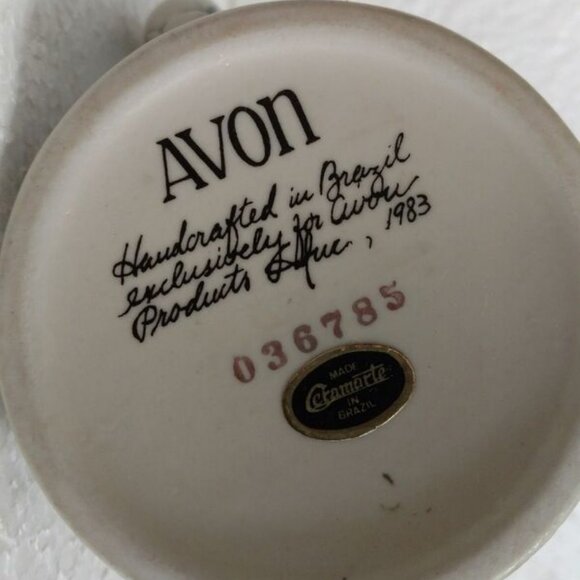 AVON
Handcrafted in Brazil
exclusively for Avon
Products Inc., 1983
036785
MADE
Ceramarte
IN
BRAZIL